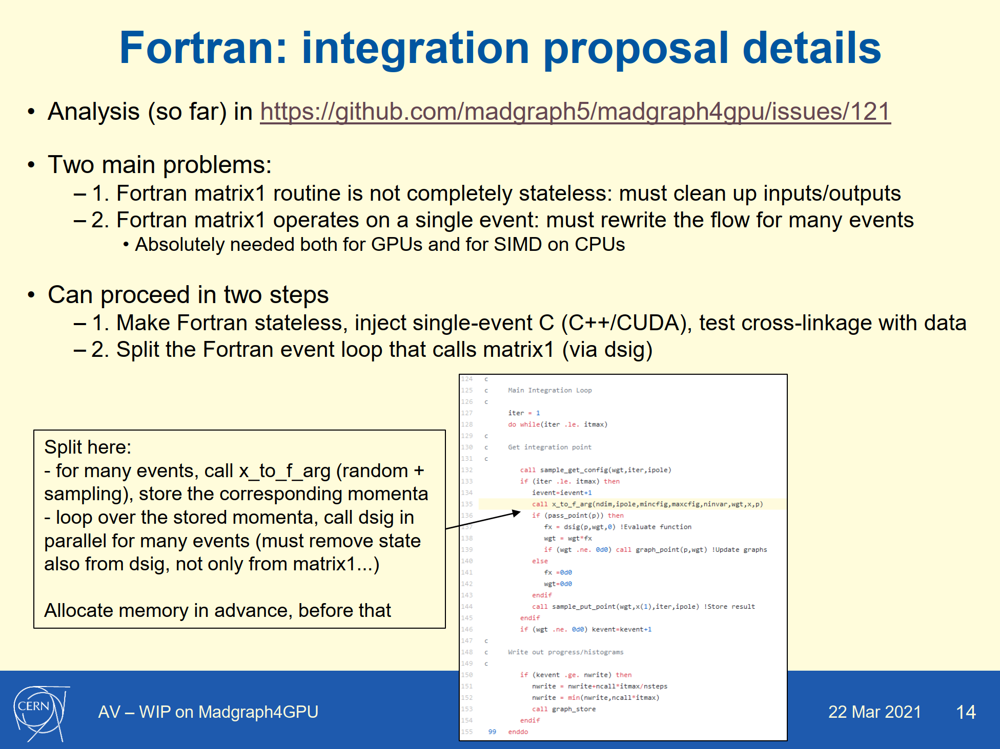 Fortran: integration proposal details
• Analysis (so far) in https://github.com/madgraph5/madgraph4gpu/issues/121
• Two main problems:
– 1. Fortran matrix1 routine is not completely stateless: must clean up inputs/outputs
– 2. Fortran matrix1 operates on a single event: must rewrite the flow for many events
• Absolutely needed both for GPUs and for SIMD on CPUs
• Can proceed in two steps
– 1. Make Fortran stateless, inject single-event C (C++/CUDA), test cross-linkage with data
– 2. Split the Fortran event loop that calls matrix1 (via dsig)
Split here:
- for many events, call x_to_f_arg (random +
sampling), store the corresponding momenta
- loop over the stored momenta, call dsig in
parallel for many events (must remove state
also from dsig, not only from matrix1...)
Allocate memory in advance, before that
124 c
125 c Main Integration Loop
126 c
127 iter = 1
128 do while(iter .le. itmax)
129 c
130 c Get integration point
131 c
132 call sample_get_config(wgt,iter,ipole)
133 if (iter .le. itmax) then
134 ievent=ievent+1
135 call x_to_f_arg(ndim,ipole,mincfig,maxcfig,ninvar,wgt,x,p)
136 if (pass_point(p)) then
137 fx = dsig(p,wgt,0) !Evaluate function
138 wgt = wgt*fx
139 if (wgt .ne. 0d0) call graph_point(p,wgt) !Update graphs
140 else
141 fx =0d0
142 wgt=0d0
143 endif
144 call sample_put_point(wgt,x(1),iter,ipole) !Store result
145 endif
146 if (wgt .ne. 0d0) kevent=kevent+1
147 c
148 c Write out progress/histograms
149 c
150 if (kevent .ge. nwrite) then
151 nwrite = nwrite+ncall*itmax/nsteps
152 nwrite = min(nwrite,ncall*itmax)
153 call graph_store
154 endif
155 99 enddo
CERN
AV – WIP on Madgraph4GPU
22 Mar 2021
14